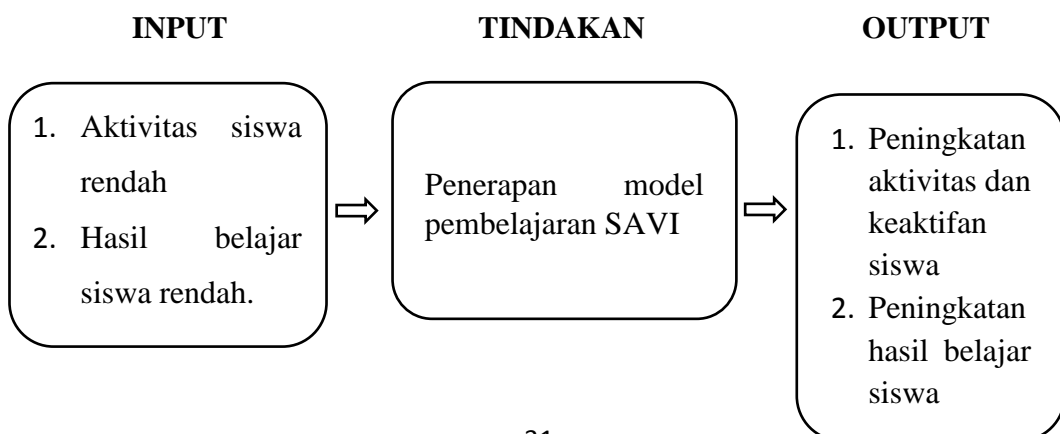 INPUT
TINDAKAN
OUTPUT
1. Aktivitas siswa
rendah
2. Hasil belajar
siswa rendah.
Penerapan model
pembelajaran SAVI
1. Peningkatan
aktivitas dan
keaktifan
siswa
2. Peningkatan
hasil belajar
siswa